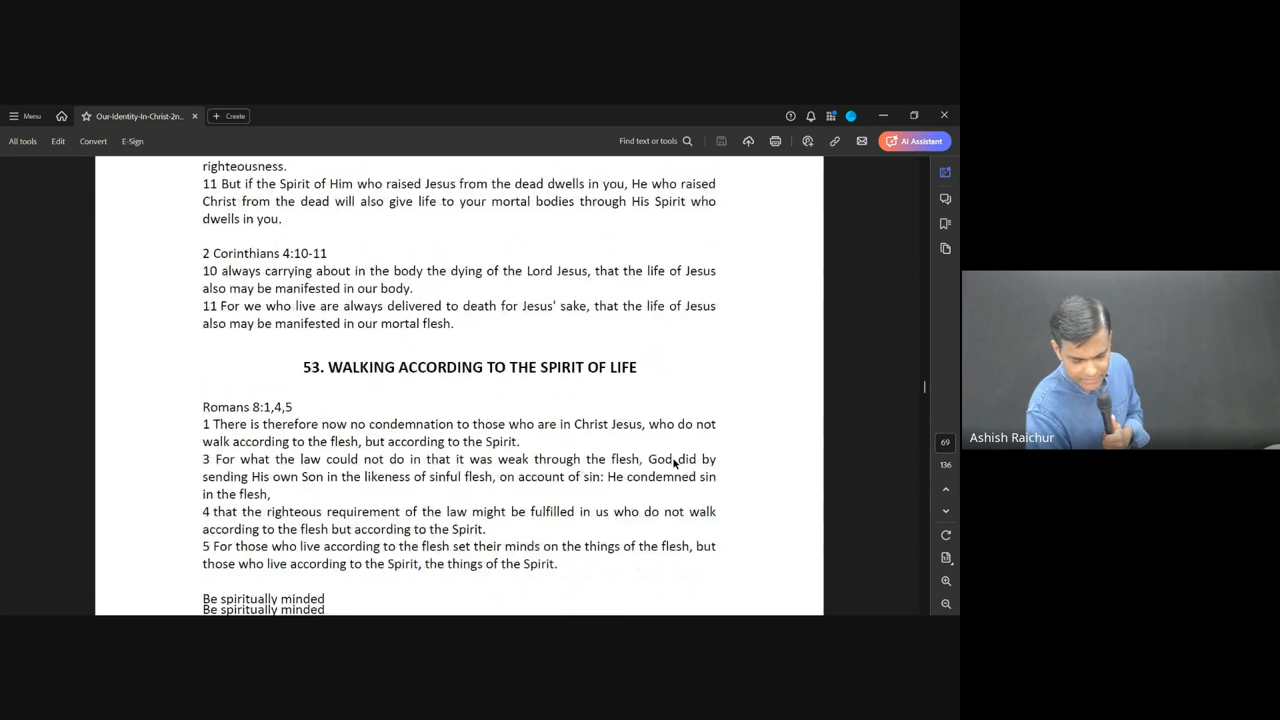 Menu
Our-Identity-In-Christ-2n...
Create
All tools
Edit
Convert
E-Sign
Find text or tools
AI Assistant
righteousness.
11 But if the Spirit of Him who raised Jesus from the dead dwells in you, He who raised
Christ from the dead will also give life to your mortal bodies through His Spirit who
dwells in you.
2 Corinthians 4:10-11
10 always carrying about in the body the dying of the Lord Jesus, that the life of Jesus
also may be manifested in our body.
11 For we who live are always delivered to death for Jesus' sake, that the life of Jesus
also may be manifested in our mortal flesh.
53. WALKING ACCORDING TO THE SPIRIT OF LIFE
Romans 8:1,4,5
1 There is therefore now no condemnation to those who are in Christ Jesus, who do not
walk according to the flesh, but according to the Spirit.
3 For what the law could not do in that it was weak through the flesh, God did by
sending His own Son in the likeness of sinful flesh, on account of sin: He condemned sin
in the flesh,
4 that the righteous requirement of the law might be fulfilled in us who do not walk
according to the flesh but according to the Spirit.
5 For those who live according to the flesh set their minds on the things of the flesh, but
those who live according to the Spirit, the things of the Spirit.
Be spiritually minded
Be spiritually minded
69
136
Ashish Raichur